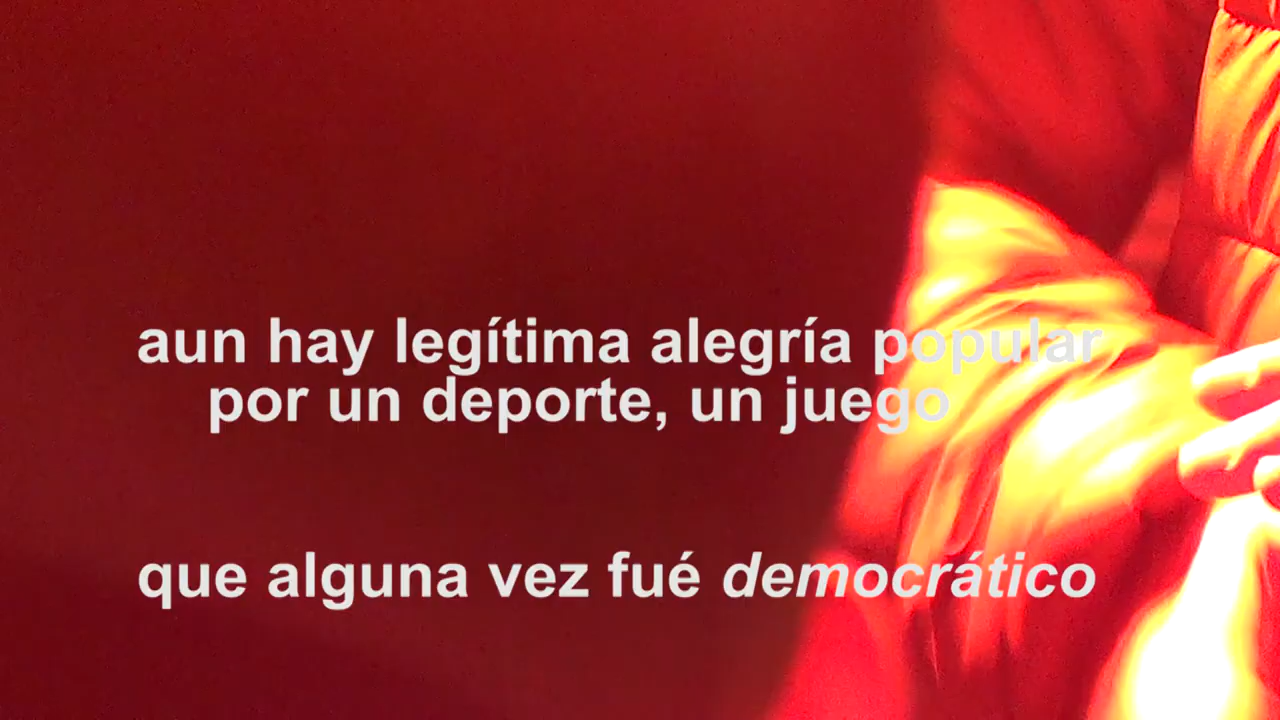 aun hay legítima alegría popular
por un deporte, un juego
que alguna vez fué democrático